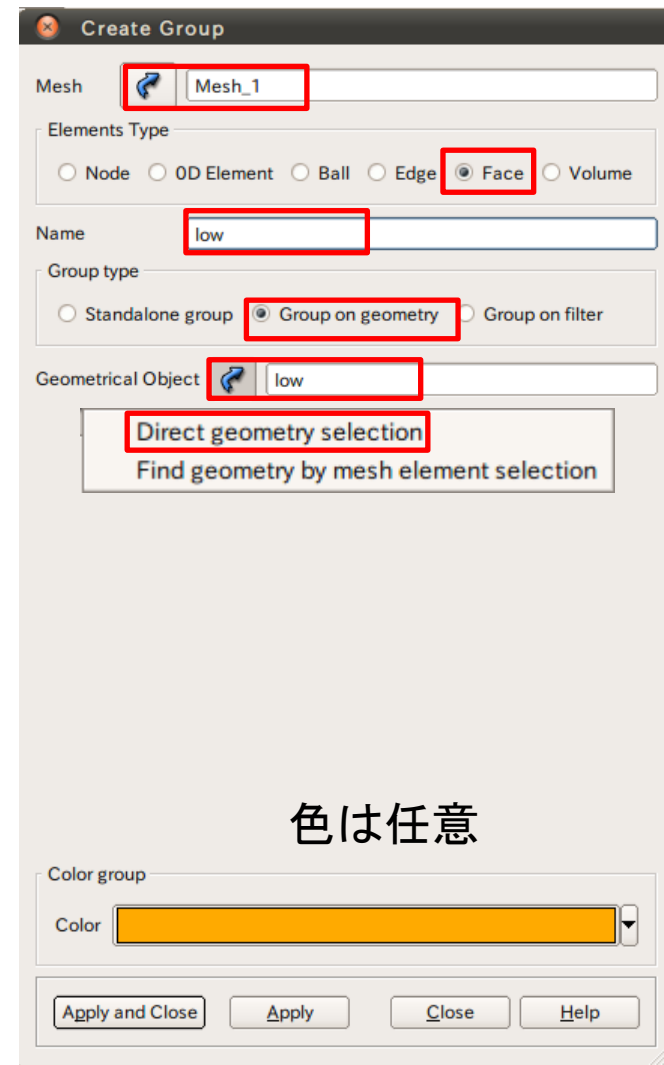 Create Group
Mesh Mesh_1
Elements Type
Node 0D Element Ball Edge Face Volume
Name low
Group type
Standalone group Group on geometry Group on filter
Geometrical Object low
Direct geometry selection
Find geometry by mesh element selection
色は任意
Color group
Color
Apply and Close Apply Close Help